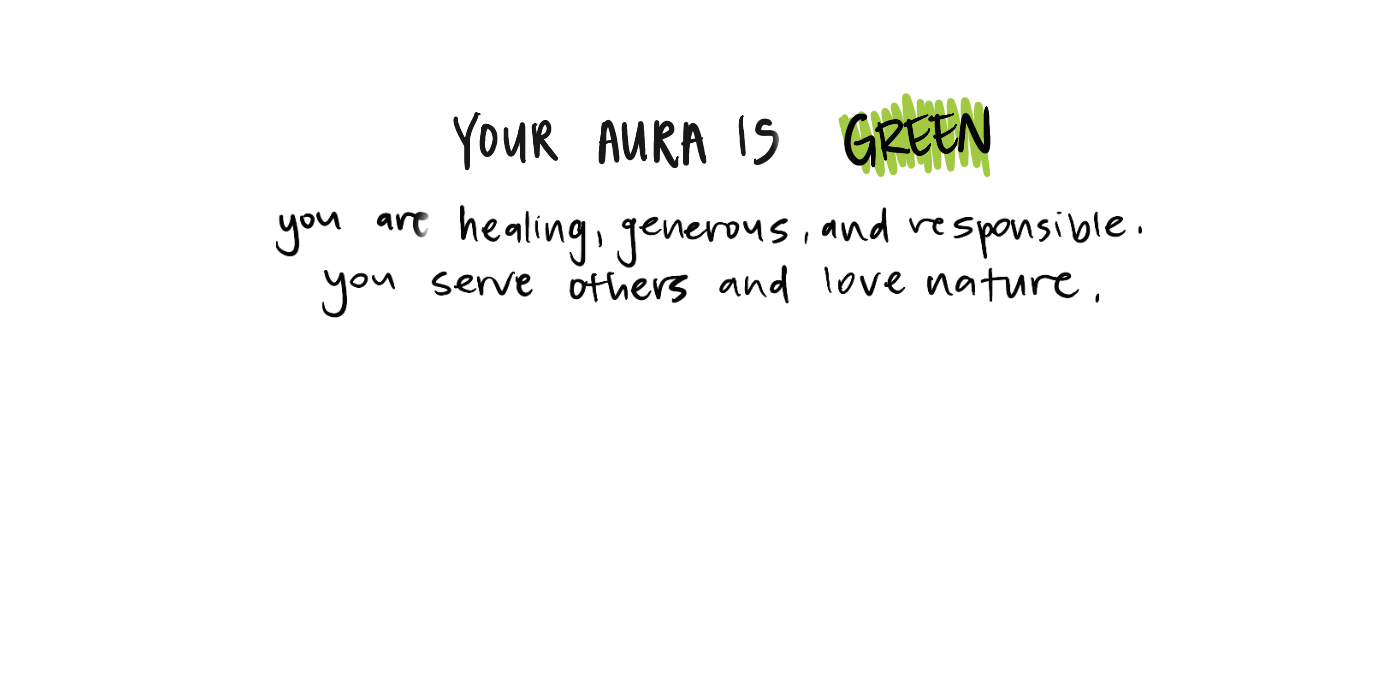 YOUR AURA IS GREEN
you are healing, generous, and responsible.
you serve others and love nature.